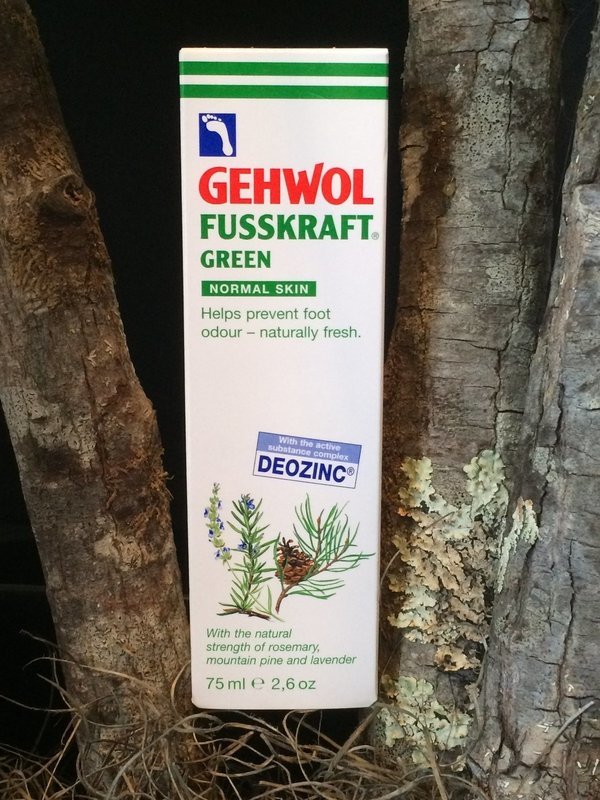 GEHWOL
FUSSKRAFT®
GREEN
NORMAL SKIN
Helps prevent foot
odour – naturally fresh.
With the active
substance complex
DEOZINC®
With the natural
strength of rosemary,
mountain pine and lavender
75 ml ℮ 2,6 oz